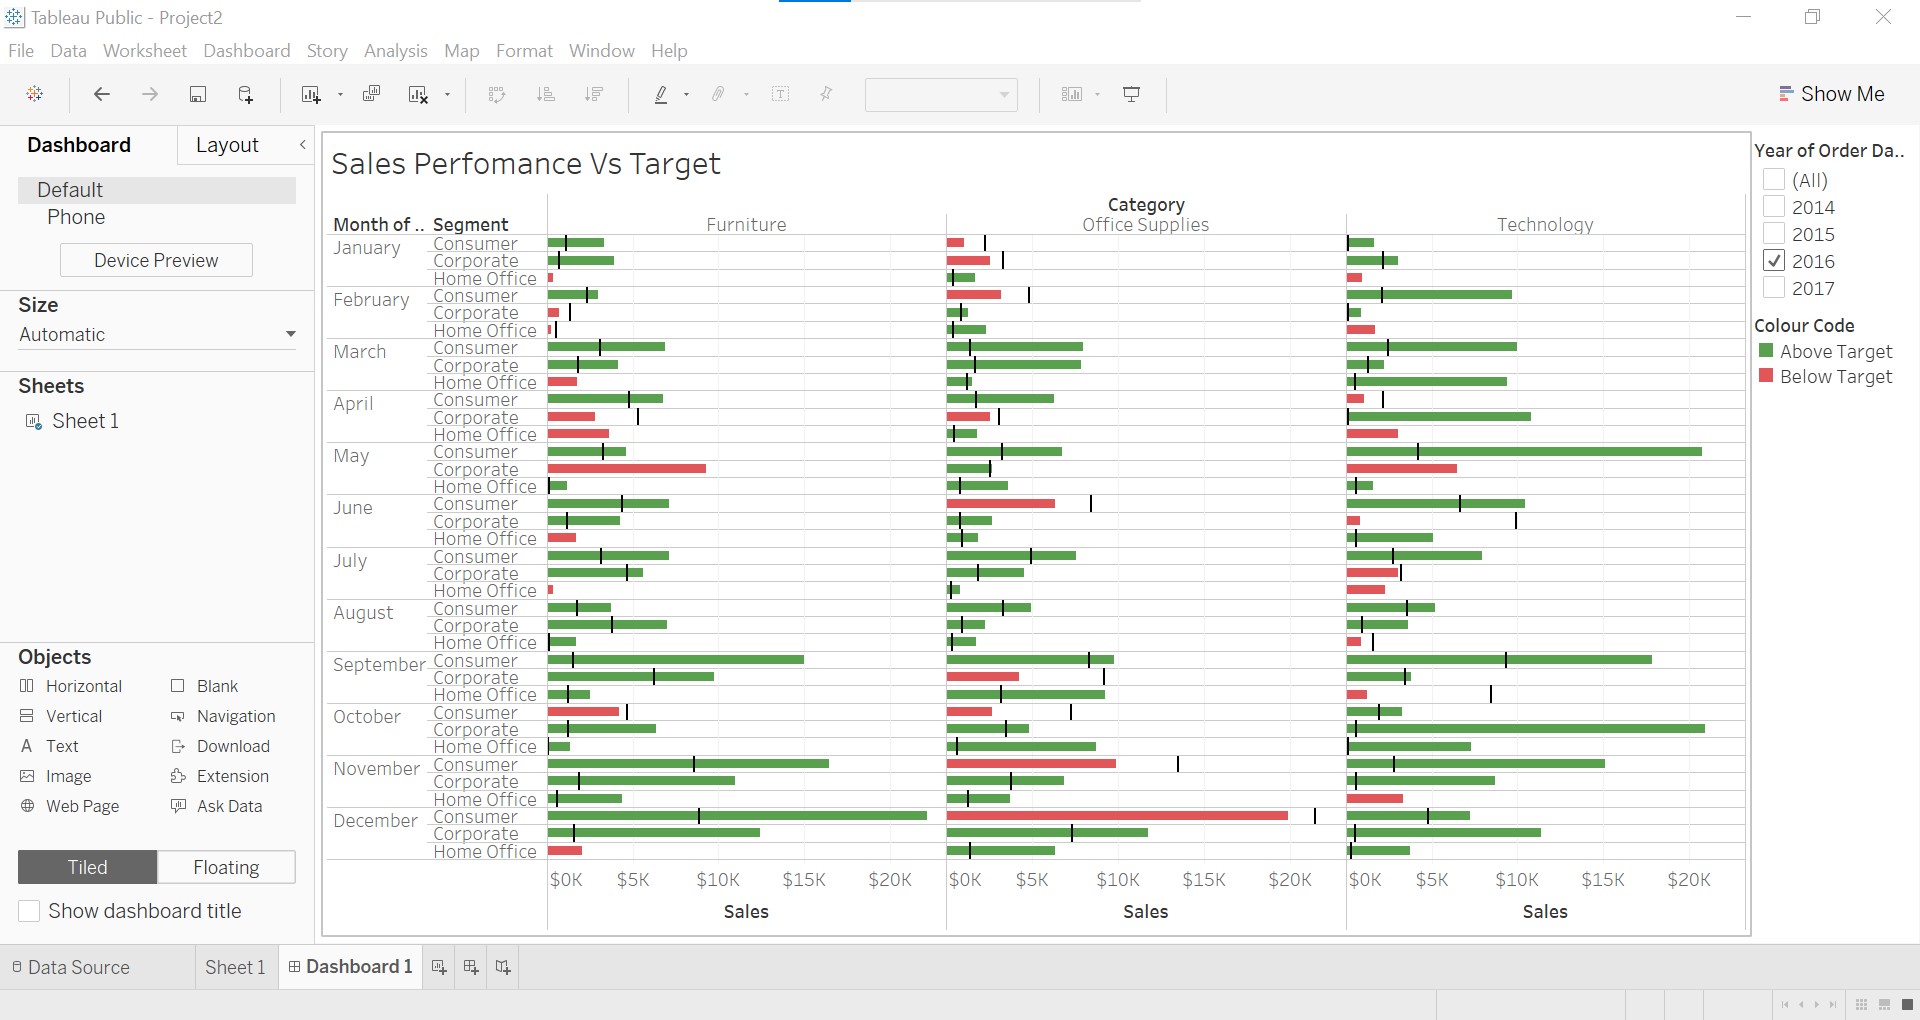 Tableau Public - Project2
File Data Worksheet Dashboard Story Analysis Map Format Window Help
Show Me
Dashboard Layout
Default
Phone
Device Preview
Size
Automatic
Sheets
Sheet 1
Objects
Horizontal Blank
Vertical Navigation
Text Download
Image Extension
Web Page Ask Data
Tiled Floating
Show dashboard title
Sales Perfomance Vs Target
Category
Month of .. Segment Furniture Office Supplies Technology
January Consumer
Corporate
Home Office
February Consumer
Corporate
Home Office
March Consumer
Corporate
Home Office
April Consumer
Corporate
Home Office
May Consumer
Corporate
Home Office
June Consumer
Corporate
Home Office
July Consumer
Corporate
Home Office
August Consumer
Corporate
Home Office
September Consumer
Corporate
Home Office
October Consumer
Corporate
Home Office
November Consumer
Corporate
Home Office
December Consumer
Corporate
Home Office
$0K $5K $10K $15K $20K $0K $5K $10K $15K $20K $0K $5K $10K $15K $20K
Sales Sales Sales
Year of Order Da..
(All)
2014
2015
2016
2017
Colour Code
Above Target
Below Target
Data Source Sheet 1 Dashboard 1